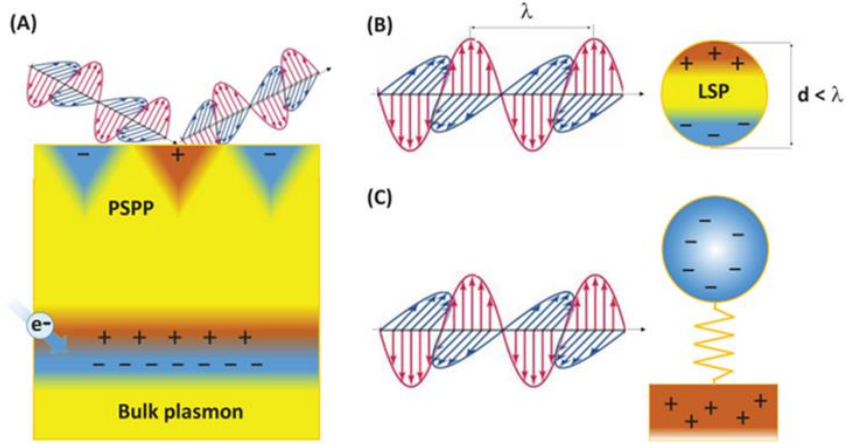 (A)
− + −
PSPP
e−
+ + + + +
− − − − − − −
Bulk plasmon
(B)
λ
+ + +
LSP
− − −
d < λ
(C)
− − − − − −
+ + + + +